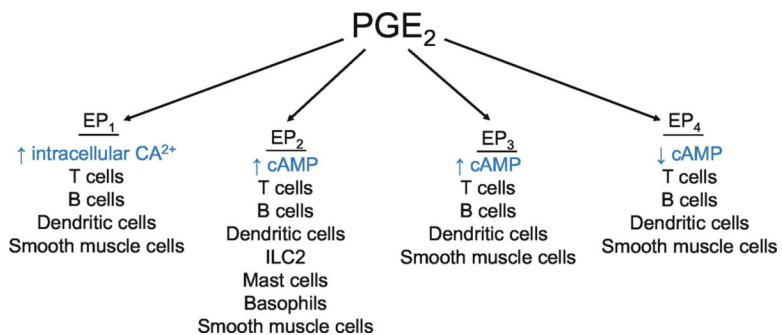 PGE₂
EP₁
↑ intracellular CA²⁺
T cells
B cells
Dendritic cells
Smooth muscle cells
EP₂
↑ cAMP
T cells
B cells
Dendritic cells
ILC2
Mast cells
Basophils
Smooth muscle cells
EP₃
↑ cAMP
T cells
B cells
Dendritic cells
Smooth muscle cells
EP₄
↓ cAMP
T cells
B cells
Dendritic cells
Smooth muscle cells